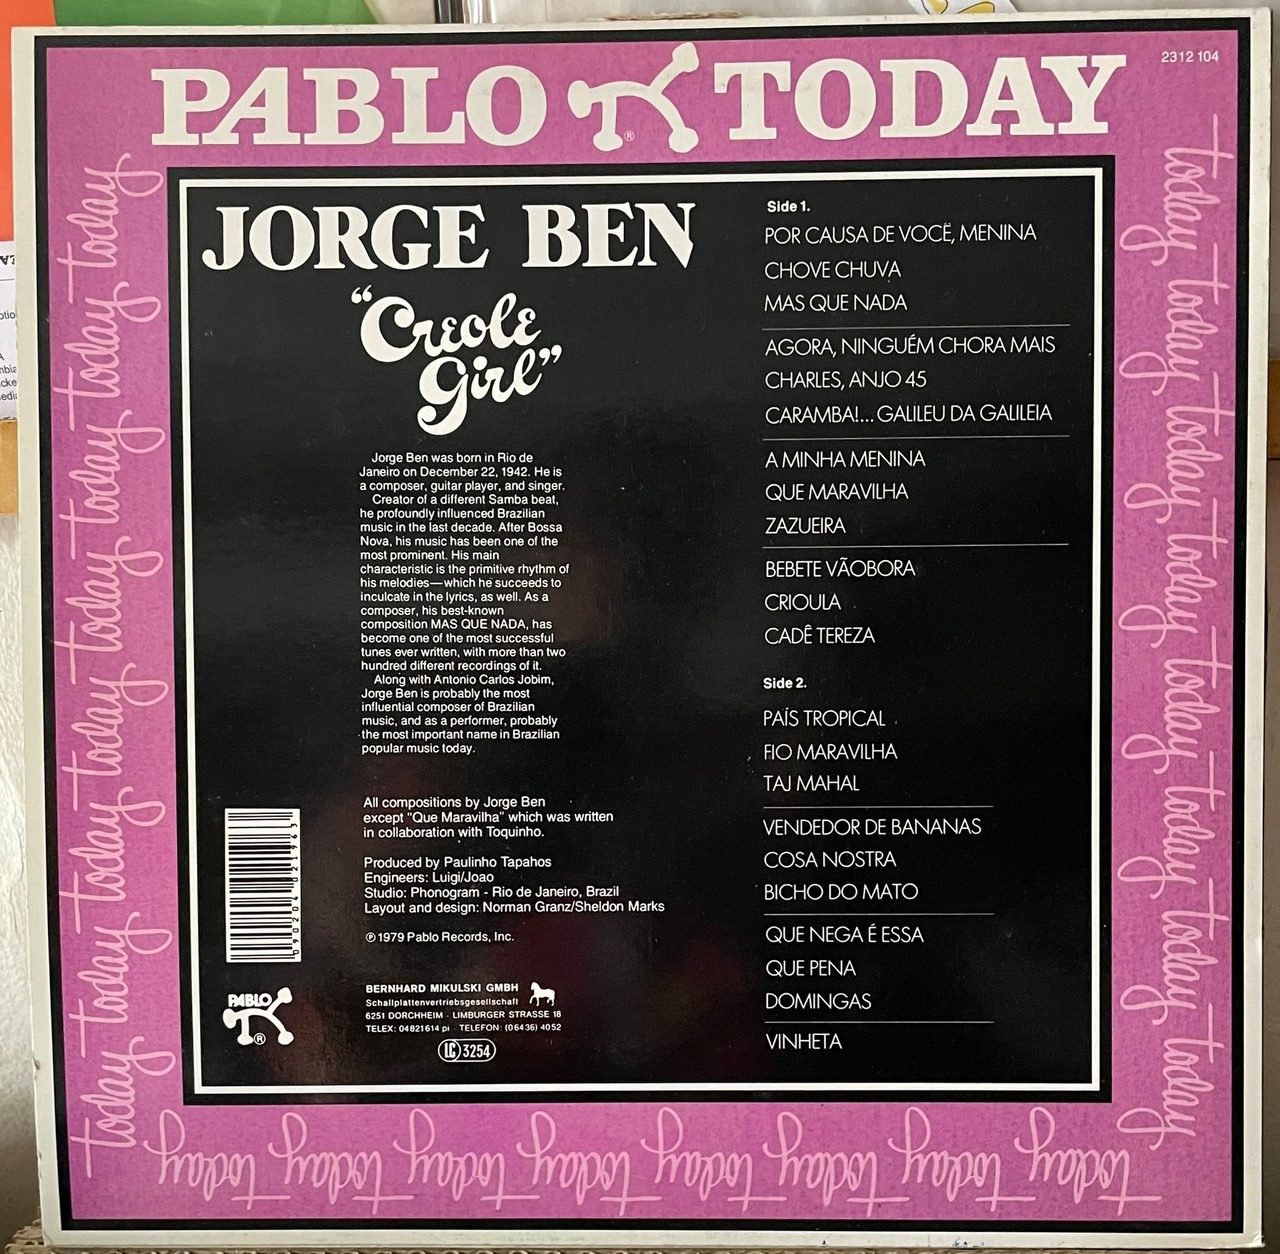 PABLO TODAY
®
2312 104
today today today today today today today today
today today today today today today today today
JORGE BEN
"Creole
Girl"
Jorge Ben was born in Rio de
Janeiro on December 22, 1942. He is
a composer, guitar player, and singer.
Creator of a different Samba beat,
he profoundly influenced Brazilian
music in the last decade. After Bossa
Nova, his music has been one of the
most prominent. His main
characteristic is the primitive rhythm of
his melodies—which he succeeds to
inculcate in the lyrics, as well. As a
composer, his best-known
composition MAS QUE NADA, has
become one of the most successful
tunes ever written, with more than two
hundred different recordings of it.
Along with Antonio Carlos Jobim,
Jorge Ben is probably the most
influential composer of Brazilian
music, and as a performer, probably
the most important name in Brazilian
popular music today.
All compositions by Jorge Ben
except "Que Maravilha" which was written
in collaboration with Toquinho.
Produced by Paulinho Tapahos
Engineers: Luigi/Joao
Studio: Phonogram - Rio de Janeiro, Brazil
Layout and design: Norman Granz/Sheldon Marks
℗ 1979 Pablo Records, Inc.
BERNHARD MIKULSKI GMBH
Schallplattenvertriebsgesellschaft
6251 DORCHHEIM · LIMBURGER STRASSE 18
TELEX: 04821614 pi · TELEFON: (06436) 4052
LC 3254
PABLO
®
0 90204 02196 3
Side 1.
POR CAUSA DE VOCË, MENINA
CHOVE CHUVA
MAS QUE NADA
AGORA, NINGUÉM CHORA MAIS
CHARLES, ANJO 45
CARAMBA!... GALILEU DA GALILEIA
A MINHA MENINA
QUE MARAVILHA
ZAZUEIRA
BEBETE VÃOBORA
CRIOULA
CADÊ TEREZA
Side 2.
PAÍS TROPICAL
FIO MARAVILHA
TAJ MAHAL
VENDEDOR DE BANANAS
COSA NOSTRA
BICHO DO MATO
QUE NEGA É ESSA
QUE PENA
DOMINGAS
VINHETA
today today today today today today today today